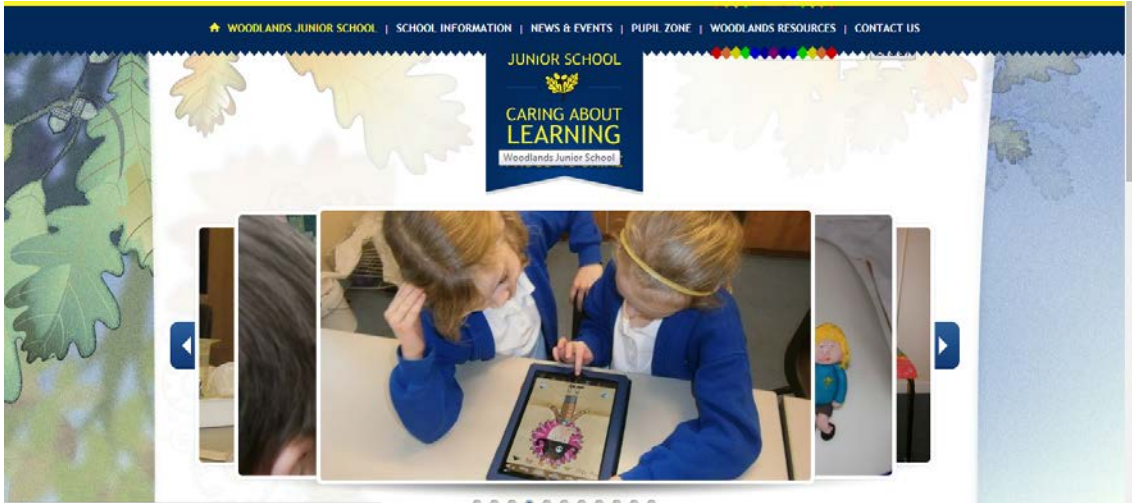 WOODLANDS JUNIOR SCHOOL | SCHOOL INFORMATION | NEWS & EVENTS | PUPIL ZONE | WOODLANDS RESOURCES | CONTACT US
JUNIOR SCHOOL
CARING ABOUT
LEARNING
Woodlands Junior School